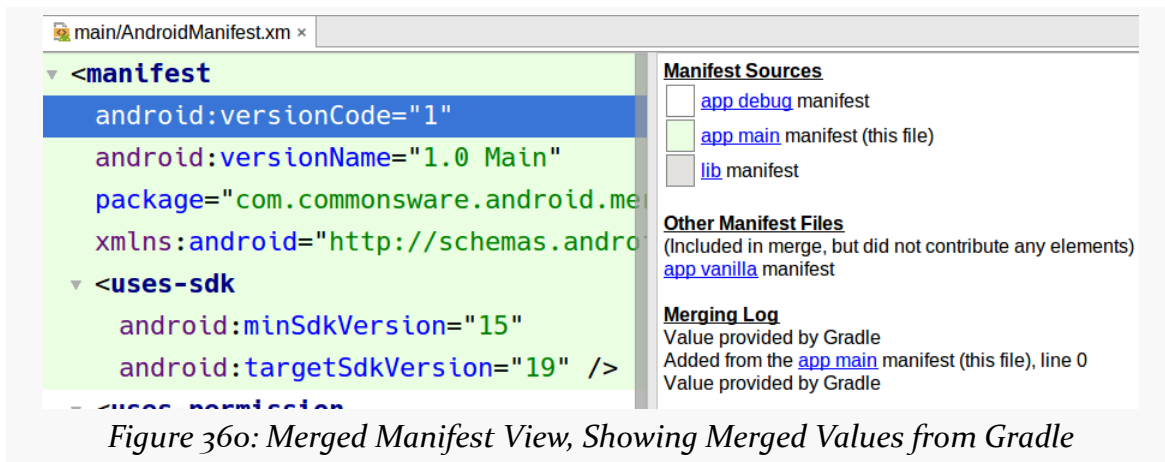 main/AndroidManifest.xm ×
<manifest
android:versionCode="1"
android:versionName="1.0 Main"
package="com.commonsware.android.me
xmlns:android="http://schemas.andro
<uses-sdk
android:minSdkVersion="15"
android:targetSdkVersion="19" />
<uses-permission
Manifest Sources
app debug manifest
app main manifest (this file)
lib manifest
Other Manifest Files
(Included in merge, but did not contribute any elements)
app vanilla manifest
Merging Log
Value provided by Gradle
Added from the app main manifest (this file), line 0
Value provided by Gradle
Figure 360: Merged Manifest View, Showing Merged Values from Gradle